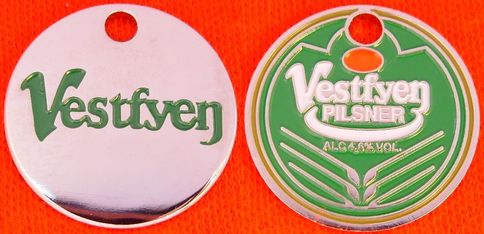 Vestfyen
Vestfyen
PILSNER
ALC 4,6% VOL.